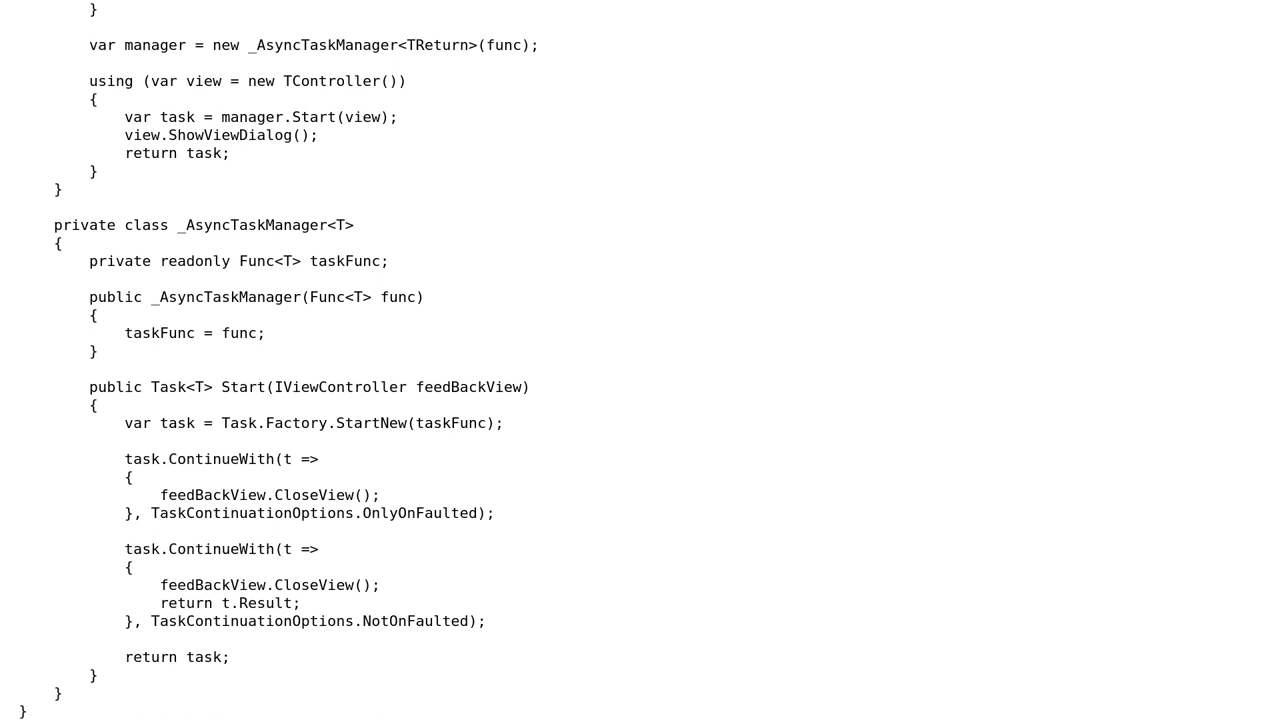 }

        var manager = new _AsyncTaskManager<TReturn>(func);

        using (var view = new TController())
        {
            var task = manager.Start(view);
            view.ShowViewDialog();
            return task;
        }
    }

    private class _AsyncTaskManager<T>
    {
        private readonly Func<T> taskFunc;

        public _AsyncTaskManager(Func<T> func)
        {
            taskFunc = func;
        }

        public Task<T> Start(IViewController feedBackView)
        {
            var task = Task.Factory.StartNew(taskFunc);

            task.ContinueWith(t =>
            {
                feedBackView.CloseView();
            }, TaskContinuationOptions.OnlyOnFaulted);

            task.ContinueWith(t =>
            {
                feedBackView.CloseView();
                return t.Result;
            }, TaskContinuationOptions.NotOnFaulted);

            return task;
        }
    }
}